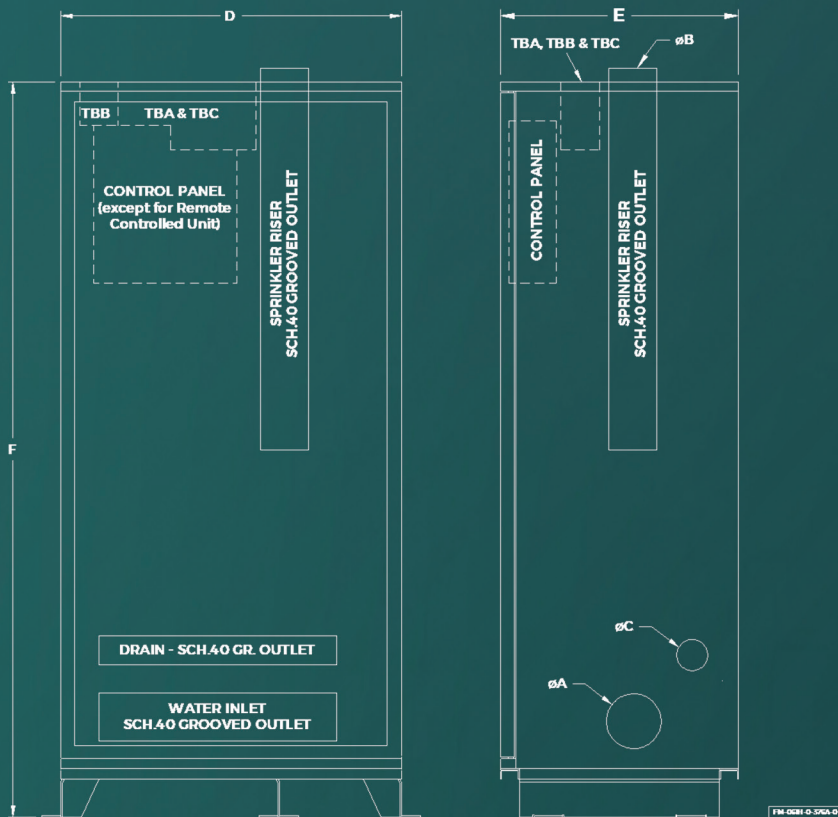 D
E
TBA, TBB & TBC
øB
TBB
TBA & TBC
CONTROL PANEL
(except for Remote
Controlled Unit)
SPRINKLER RISER
SCH.40 GROOVED OUTLET
CONTROL PANEL
SPRINKLER RISER
SCH.40 GROOVED OUTLET
F
DRAIN - SCH.40 GR. OUTLET
WATER INLET
SCH.40 GROOVED OUTLET
øC
øA